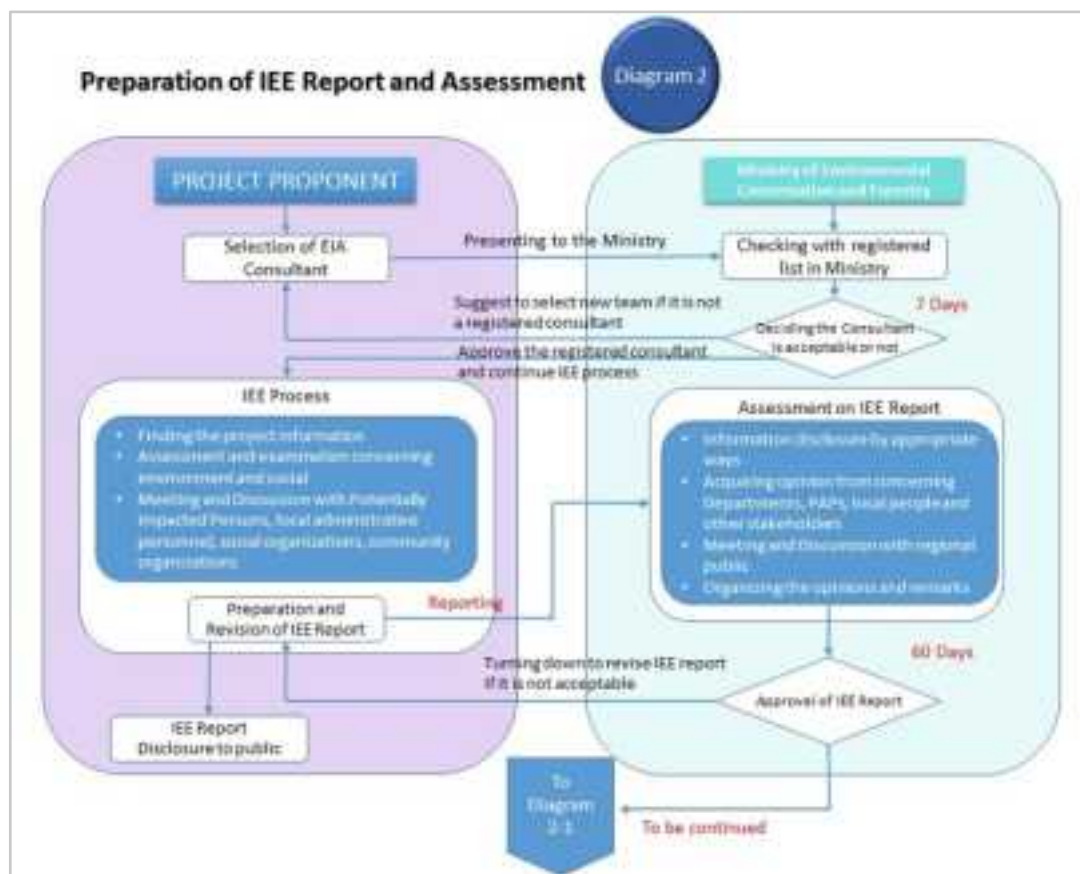 Preparation of IEE Report and Assessment
Diagram 2
PROJECT PROPONENT
Ministry of Environmental
Conservation and Forestry
Selection of EIA
Consultant
Presenting to the Ministry
Checking with registered
list in Ministry
7 Days
Suggest to select new team if it is not
a registered consultant
Deciding the Consultant
is acceptable or not
Approve the registered consultant
and continue IEE process
IEE Process
• Finding the project information
• Assessment and examination concerning
environment and social
• Meeting and Discussion with Potentially
Impacted Persons, local administrative
personnel, social organizations, community
organizations
Assessment on IEE Report
• Information disclosure by appropriate
ways
• Acquiring opinion from concerning
Departments, PAPs, local people and
other stakeholders
• Meeting and Discussion with regional
public
• Organizing the opinions and remarks
Preparation and
Revision of IEE Report
Reporting
60 Days
Turning down to revise IEE report
if it is not acceptable
Approval of IEE Report
IEE Report
Disclosure to public
To
Diagram
2-1
To be continued